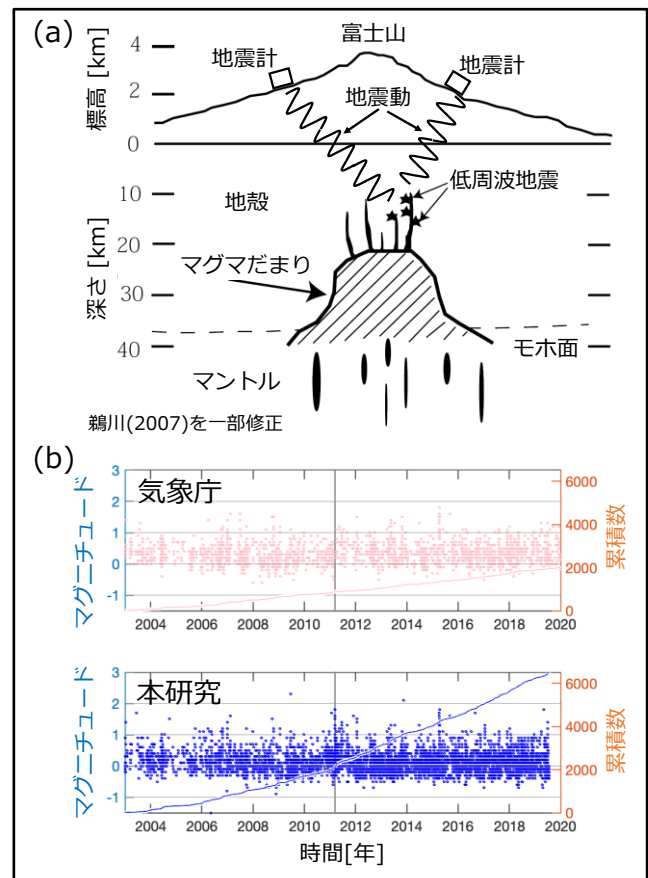 (a)
富士山
地震計
地震計
地震動
標高 [km]
4
2
0
低周波地震
地殻
マグマだまり
深さ [km]
10
20
30
40
モホ面
マントル
鵜川(2007)を一部修正
(b)
気象庁
マグニチュード
3
2
1
0
-1
累積数
6000
4000
2000
0
2004 2006 2008 2010 2012 2014 2016 2018 2020
本研究
マグニチュード
3
2
1
0
-1
累積数
6000
4000
2000
0
2004 2006 2008 2010 2012 2014 2016 2018 2020
時間[年]